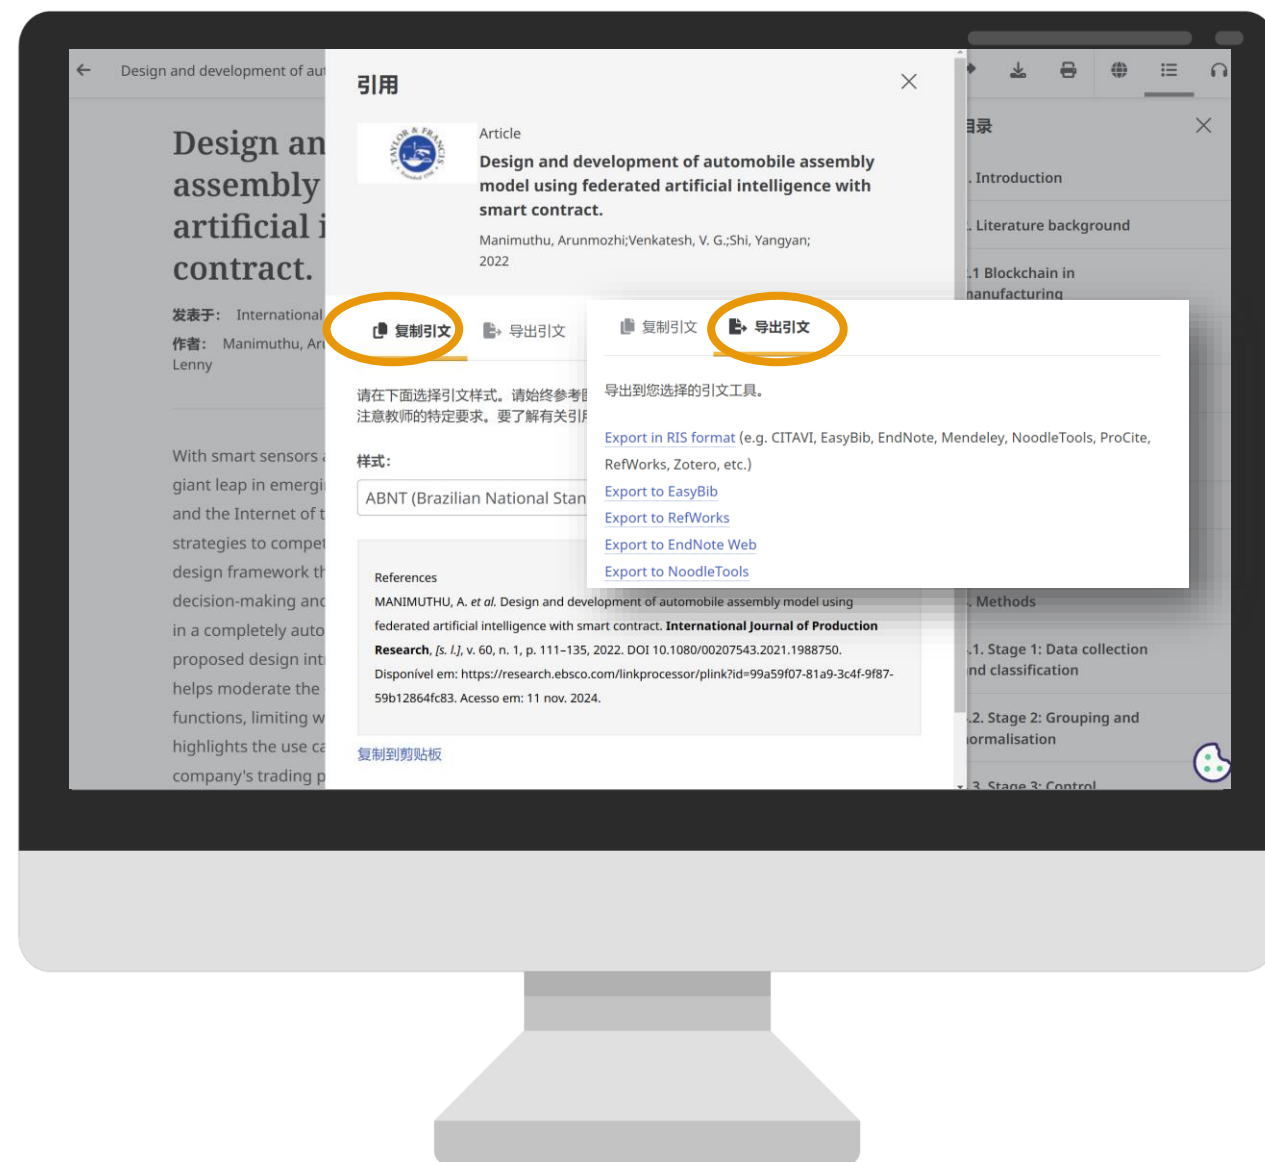 Design and development of aut
Design an
assembly
artificial i
contract.
发表于： International
作者： Manimuthu, Aru
Lenny
With smart sensors a
giant leap in emergi
and the Internet of t
strategies to compet
design framework th
decision-making and
in a completely auto
proposed design inte
helps moderate the
functions, limiting w
highlights the use ca
company's trading p
引用
TAYLOR & FRANCIS
Article
Design and development of automobile assembly
model using federated artificial intelligence with
smart contract.
Manimuthu, Arunmozhi;Venkatesh, V. G.;Shi, Yangyan;
2022
复制引文 导出引文
请在下面选择引文样式。请始终参考
注意教师的特定要求。要了解有关引用
样式：
ABNT (Brazilian National Stan
References
MANIMUTHU, A. et al. Design and development of automobile assembly model using
federated artificial intelligence with smart contract. International Journal of Production
Research, [s. l.], v. 60, n. 1, p. 111–135, 2022. DOI 10.1080/00207543.2021.1988750.
Disponível em: https://research.ebsco.com/linkprocessor/plink?id=99a59f07-81a9-3c4f-9f87-
59b12864fc83. Acesso em: 11 nov. 2024.
复制到剪贴板
复制引文 导出引文
导出到您选择的引文工具。
Export in RIS format (e.g. CITAVI, EasyBib, EndNote, Mendeley, NoodleTools, ProCite,
RefWorks, Zotero, etc.)
Export to EasyBib
Export to RefWorks
Export to EndNote Web
Export to NoodleTools
目录
. Introduction
. Literature background
.1 Blockchain in
manufacturing
. Methods
.1. Stage 1: Data collection
and classification
.2. Stage 2: Grouping and
normalisation
.3. Stage 3: Control